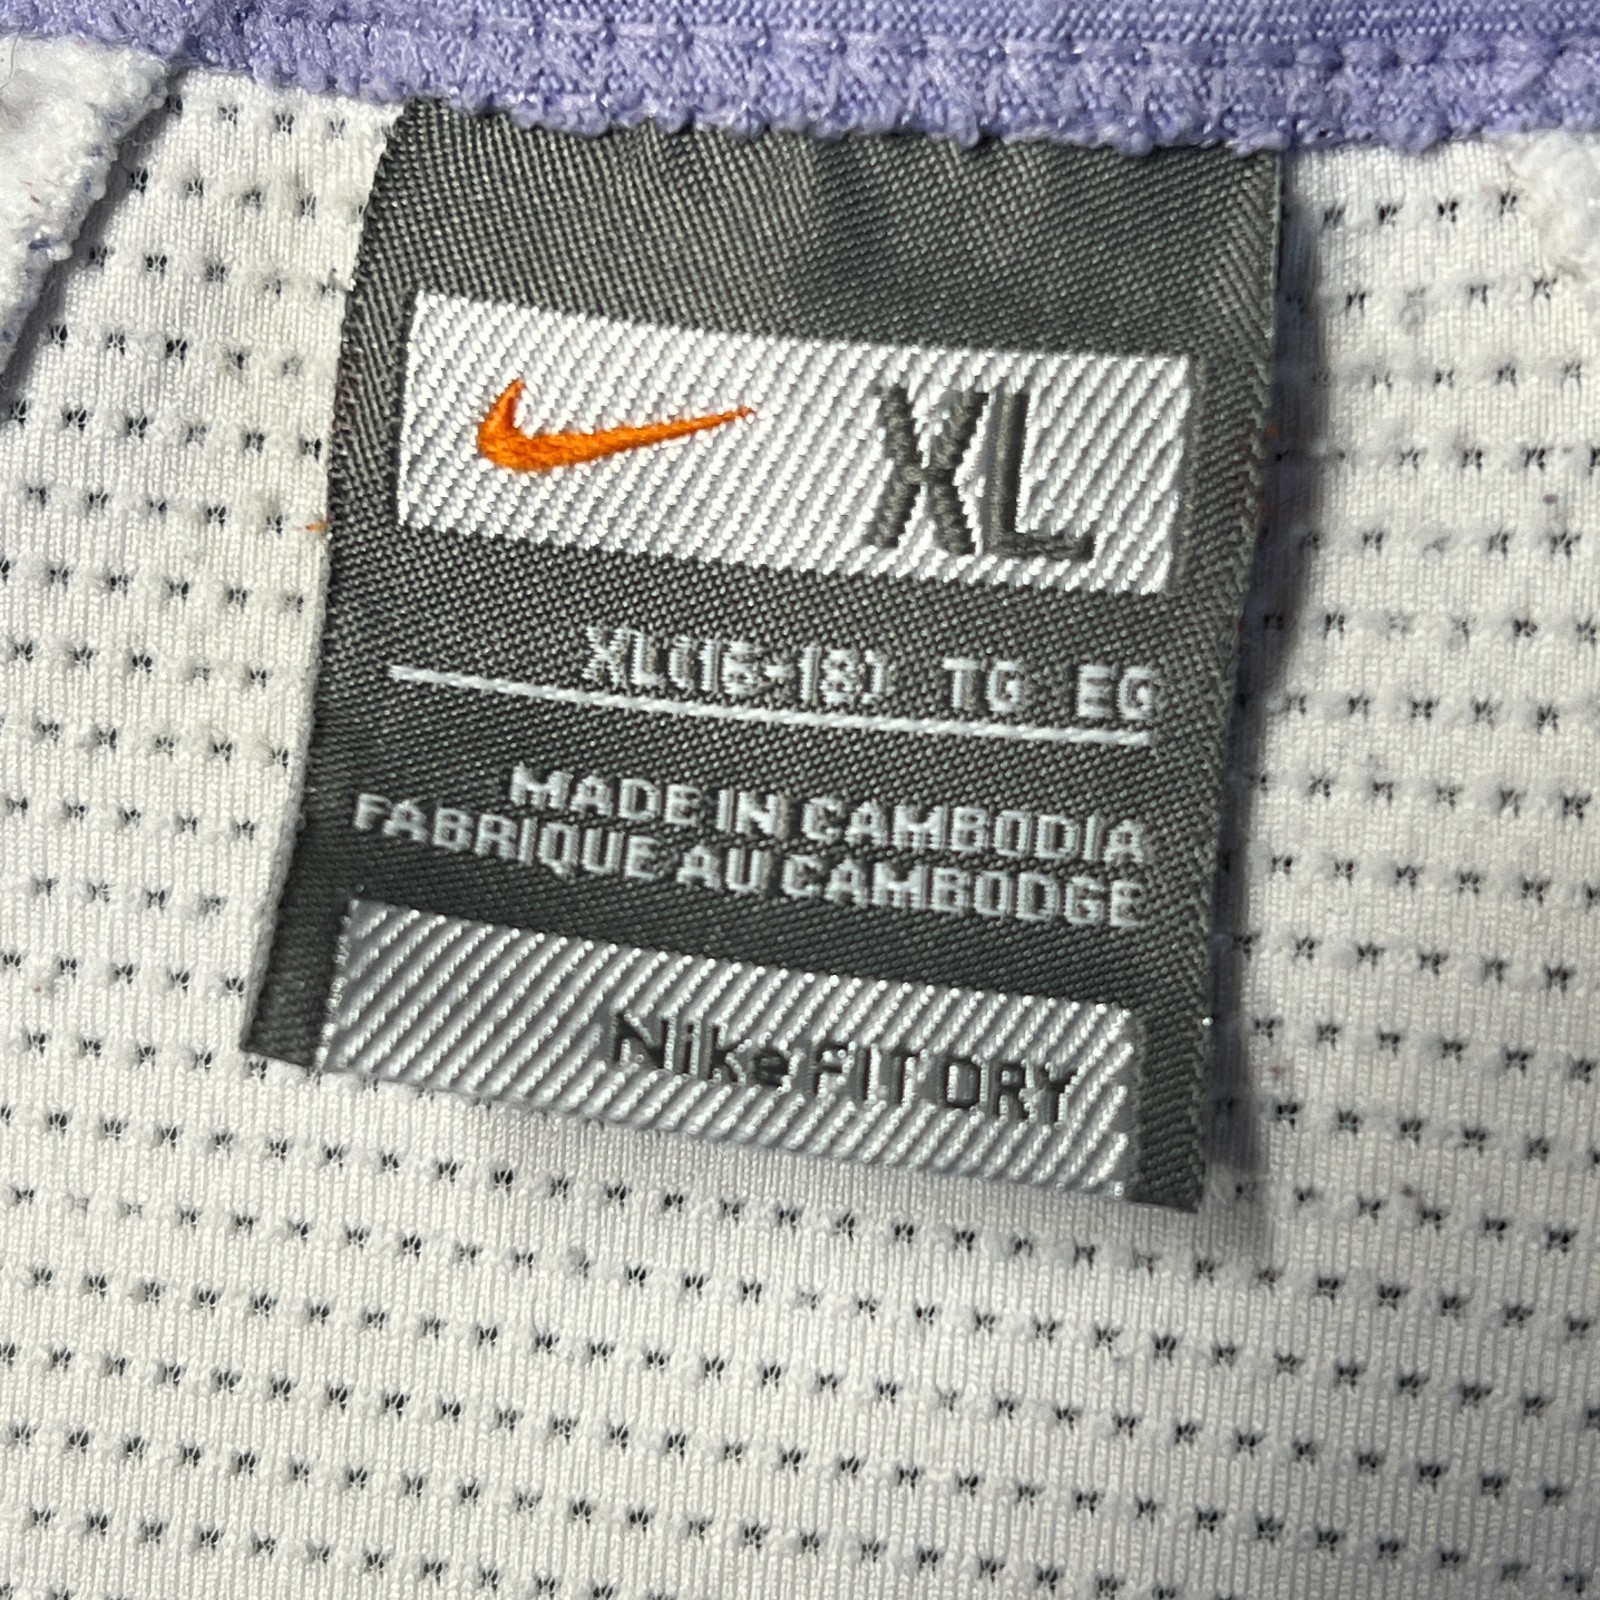 XL
XL(16-18) TG EG
MADE IN CAMBODIA
FABRIQUE AU CAMBODGE
Nike FIT DRY